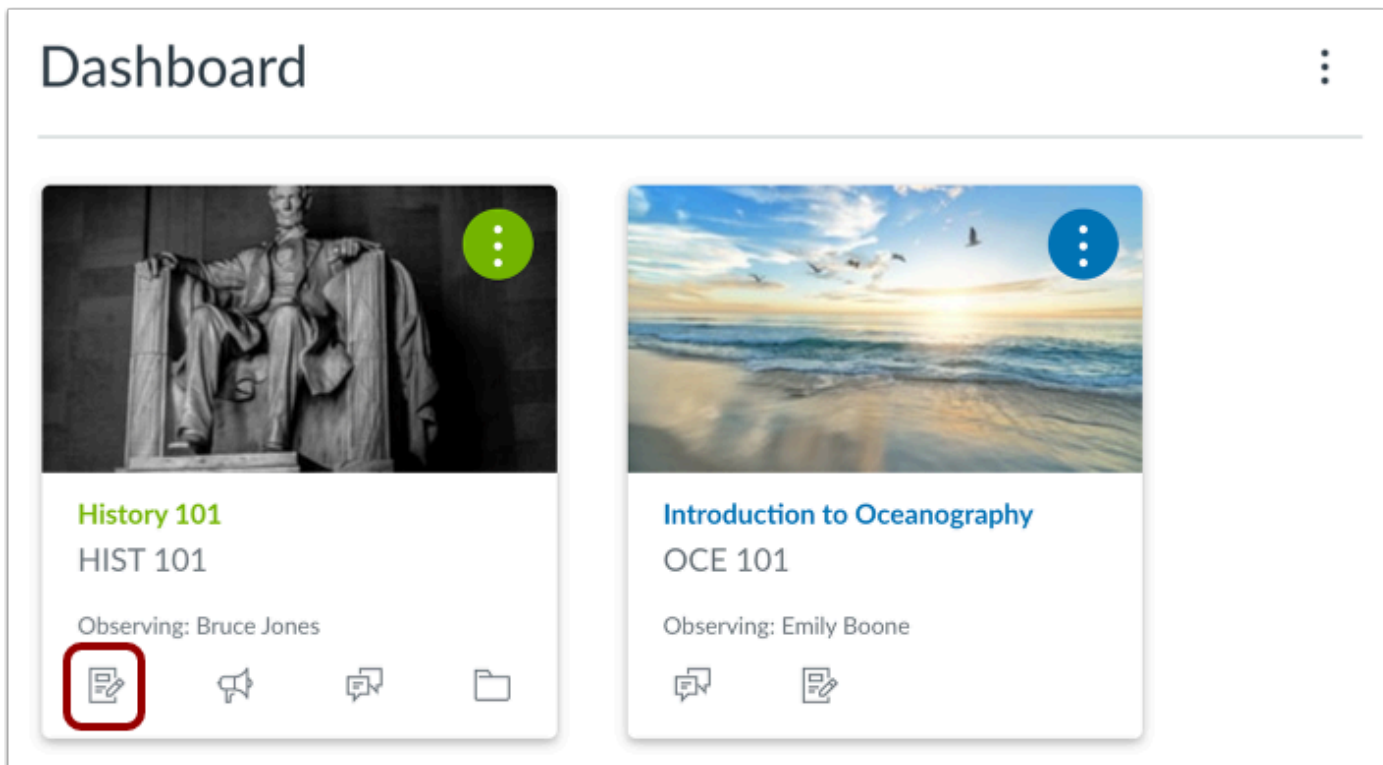 Dashboard
History 101
HIST 101
Observing: Bruce Jones
Introduction to Oceanography
OCE 101
Observing: Emily Boone